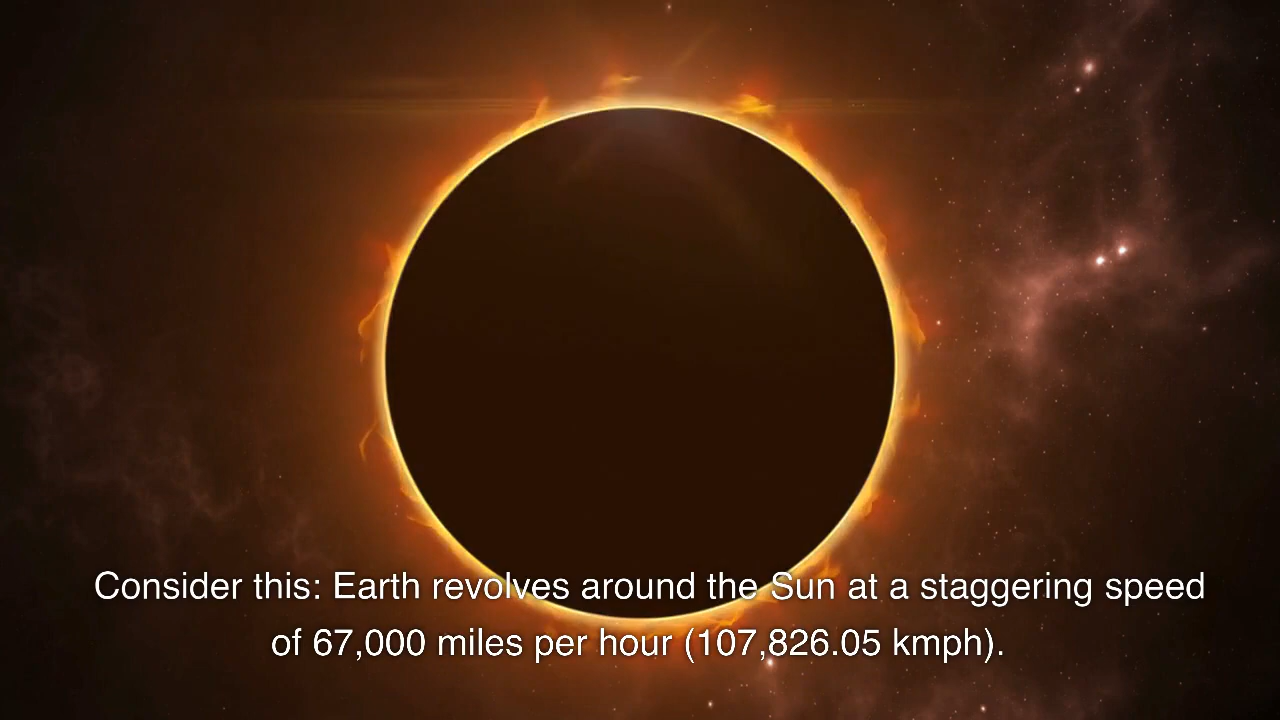 Consider this: Earth revolves around the Sun at a staggering speed
of 67,000 miles per hour (107,826.05 kmph).